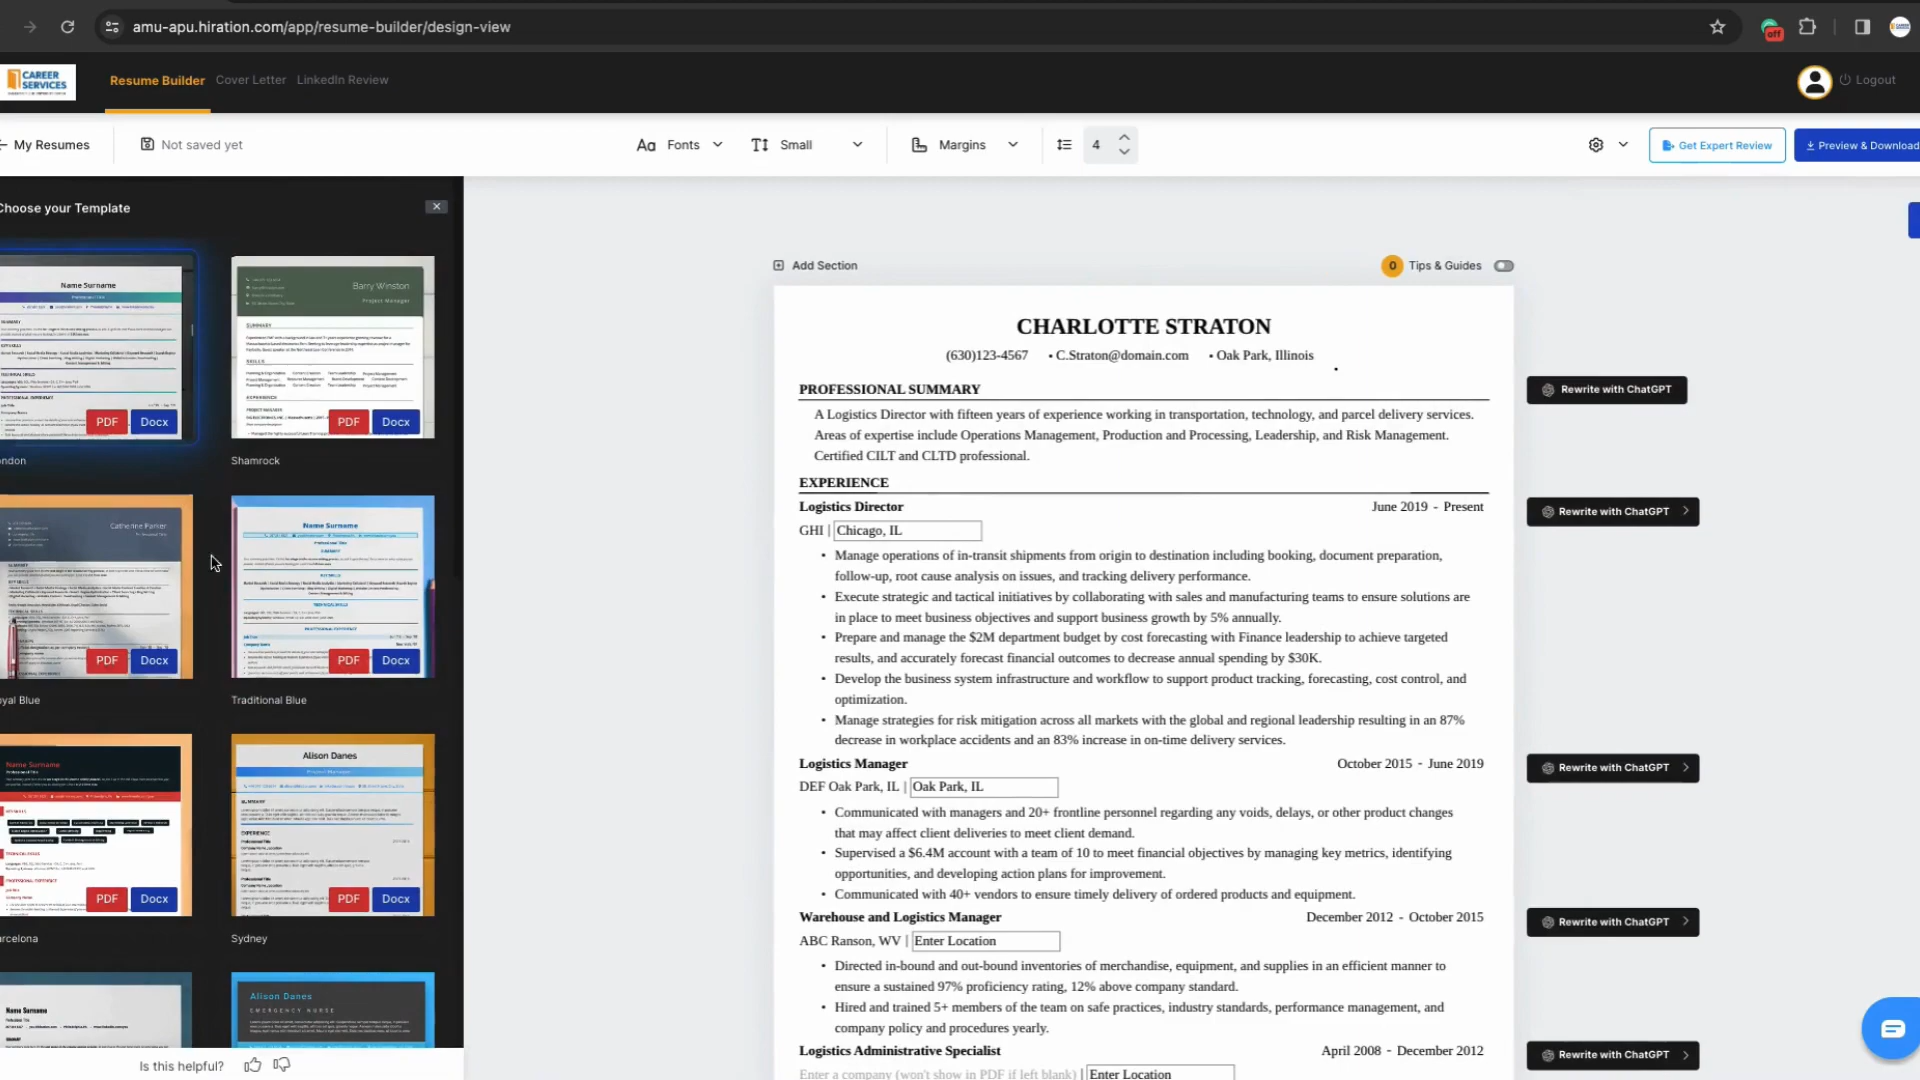 amu-apu.hiration.com/app/resume-builder/design-view
off
CAREER
SERVICES
Resume Builder
Cover Letter
LinkedIn Review
Logout
My Resumes
Not saved yet
Aa Fonts
Small
Margins
4
Get Expert Review
Preview & Download
Choose your Template
Name Surname
PDF
Docx
ndon
Barry Winston
Project Manager
SUMMARY
SKILLS
EXPERIENCE
PROJECT MANAGER
PDF
Docx
Shamrock
Catherine Parker
PDF
Docx
yal Blue
Name Surname
Professional Title
PDF
Docx
Traditional Blue
Name Surname
Professional Title
PDF
Docx
rcelona
Alison Danes
Project Manager
SUMMARY
EXPERIENCE
PDF
Docx
Sydney
Name Surname
Alison Danes
EMERGENCY NURSE
Is this helpful?
Add Section
0 Tips & Guides
CHARLOTTE STRATON
(630)123-4567 • C.Straton@domain.com • Oak Park, Illinois
PROFESSIONAL SUMMARY
Rewrite with ChatGPT
A Logistics Director with fifteen years of experience working in transportation, technology, and parcel delivery services.
Areas of expertise include Operations Management, Production and Processing, Leadership, and Risk Management.
Certified CILT and CLTD professional.
EXPERIENCE
Logistics Director June 2019 - Present
Rewrite with ChatGPT
GHI | Chicago, IL
• Manage operations of in-transit shipments from origin to destination including booking, document preparation,
follow-up, root cause analysis on issues, and tracking delivery performance.
• Execute strategic and tactical initiatives by collaborating with sales and manufacturing teams to ensure solutions are
in place to meet business objectives and support business growth by 5% annually.
• Prepare and manage the $2M department budget by cost forecasting with Finance leadership to achieve targeted
results, and accurately forecast financial outcomes to decrease annual spending by $30K.
• Develop the business system infrastructure and workflow to support product tracking, forecasting, cost control, and
optimization.
• Manage strategies for risk mitigation across all markets with the global and regional leadership resulting in an 87%
decrease in workplace accidents and an 83% increase in on-time delivery services.
Logistics Manager October 2015 - June 2019
Rewrite with ChatGPT
DEF Oak Park, IL | Oak Park, IL
• Communicated with managers and 20+ frontline personnel regarding any voids, delays, or other product changes
that may affect client deliveries to meet client demand.
• Supervised a $6.4M account with a team of 10 to meet financial objectives by managing key metrics, identifying
opportunities, and developing action plans for improvement.
• Communicated with 40+ vendors to ensure timely delivery of ordered products and equipment.
Warehouse and Logistics Manager December 2012 - October 2015
Rewrite with ChatGPT
ABC Ranson, WV | Enter Location
• Directed in-bound and out-bound inventories of merchandise, equipment, and supplies in an efficient manner to
ensure a sustained 97% proficiency rating, 12% above company standard.
• Hired and trained 5+ members of the team on safe practices, industry standards, performance management, and
company policy and procedures yearly.
Logistics Administrative Specialist April 2008 - December 2012
Rewrite with ChatGPT
Enter a company (won't show in PDF if left blank) | Enter Location